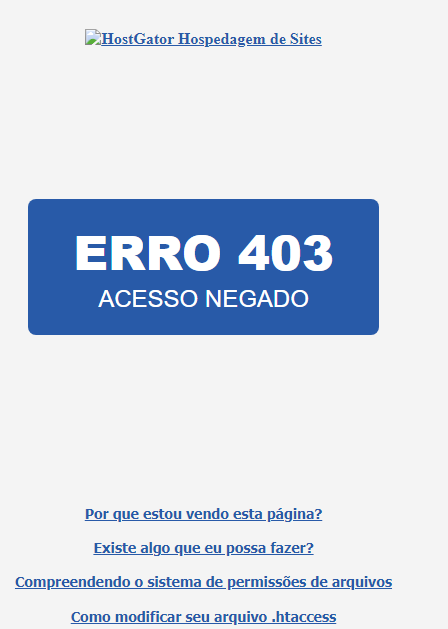 HostGator Hospedagem de Sites
ERRO 403
ACESSO NEGADO
Por que estou vendo esta página?
Existe algo que eu possa fazer?
Compreendendo o sistema de permissões de arquivos
Como modificar seu arquivo .htaccess